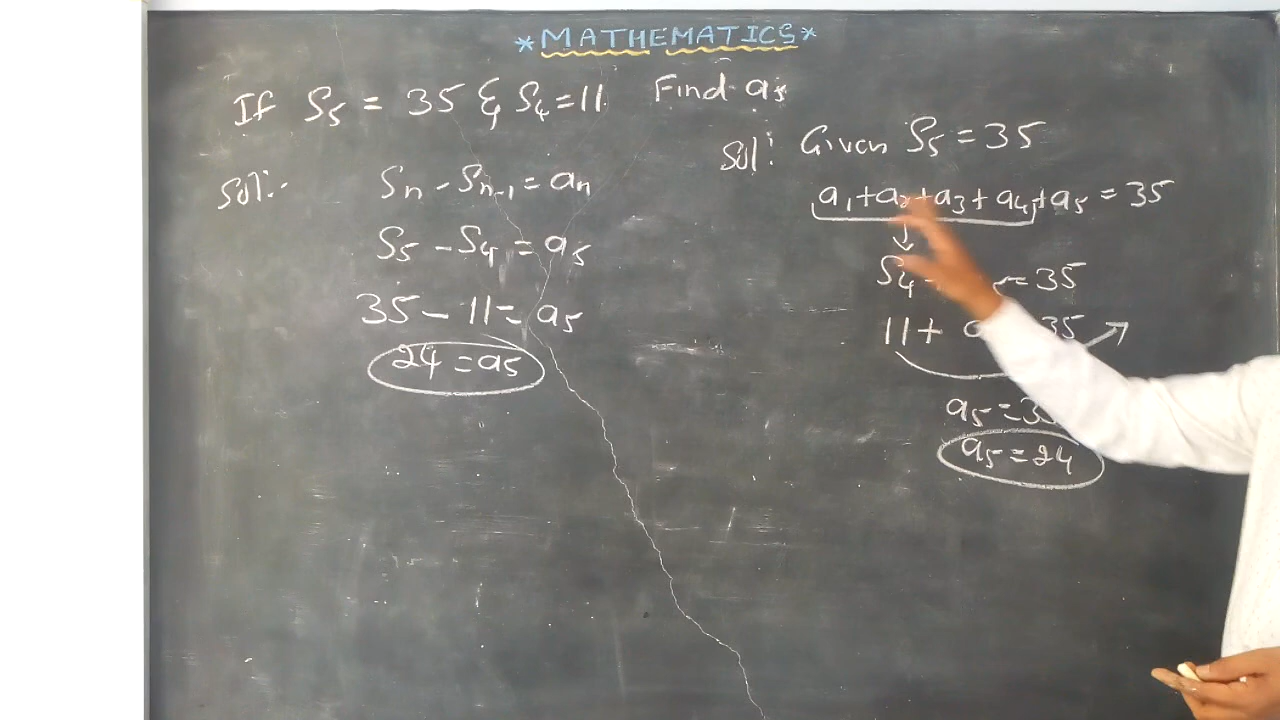 *MATHEMATICS*
If S₅ = 35 & S₄ = 11 Find a₅
Sol:-
Sₙ - Sₙ₋₁ = aₙ
S₅ - S₄ = a₅
35 - 11 = a₅
24 = a₅
Sol: Given S₅ = 35
a₁ + a₂ + a₃ + a₄ + a₅ = 35
S₄ = 35
11 + 35
a₅ = 3
a₅ = 24